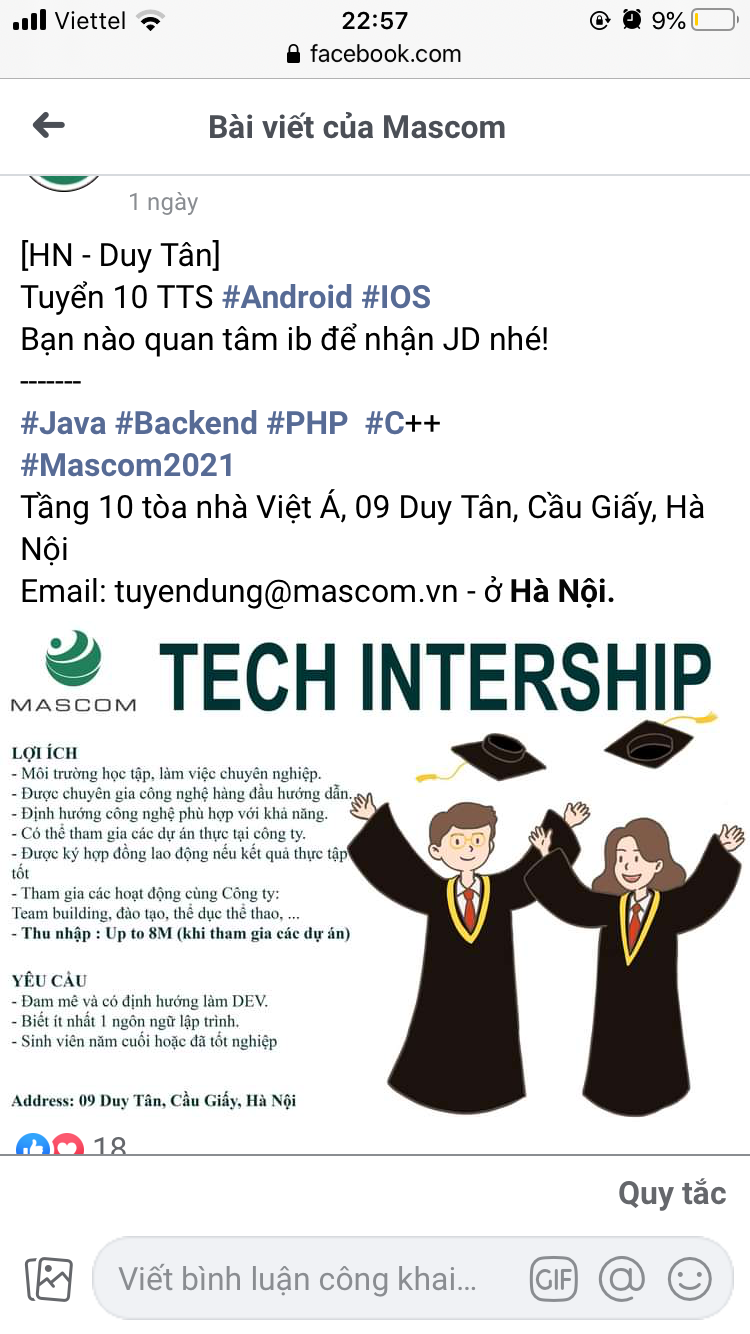 Viettel
22:57
9%
facebook.com
Bài viết của Mascom
1 ngày
[HN - Duy Tân]
Tuyển 10 TTS #Android #IOS
Bạn nào quan tâm ib để nhận JD nhé!
-------
#Java #Backend #PHP  #C++
#Mascom2021
Tầng 10 tòa nhà Việt Á, 09 Duy Tân, Cầu Giấy, Hà
Nội
Email: tuyendung@mascom.vn - ở Hà Nội.
MASCOM
TECH INTERSHIP
LỢI ÍCH
- Môi trường học tập, làm việc chuyên nghiệp.
- Được chuyên gia công nghệ hàng đầu hướng dẫn.
- Định hướng công nghệ phù hợp với khả năng.
- Có thể tham gia các dự án thực tại công ty.
- Được ký hợp đồng lao động nếu kết quả thực tập
tốt
- Tham gia các hoạt động cùng Công ty:
Team building, đào tạo, thể dục thể thao, ...
- Thu nhập : Up to 8M (khi tham gia các dự án)
YÊU CẦU
- Đam mê và có định hướng làm DEV.
- Biết ít nhất 1 ngôn ngữ lập trình.
- Sinh viên năm cuối hoặc đã tốt nghiệp
Address: 09 Duy Tân, Cầu Giấy, Hà Nội
18
Quy tắc
Viết bình luận công khai...
GIF
@